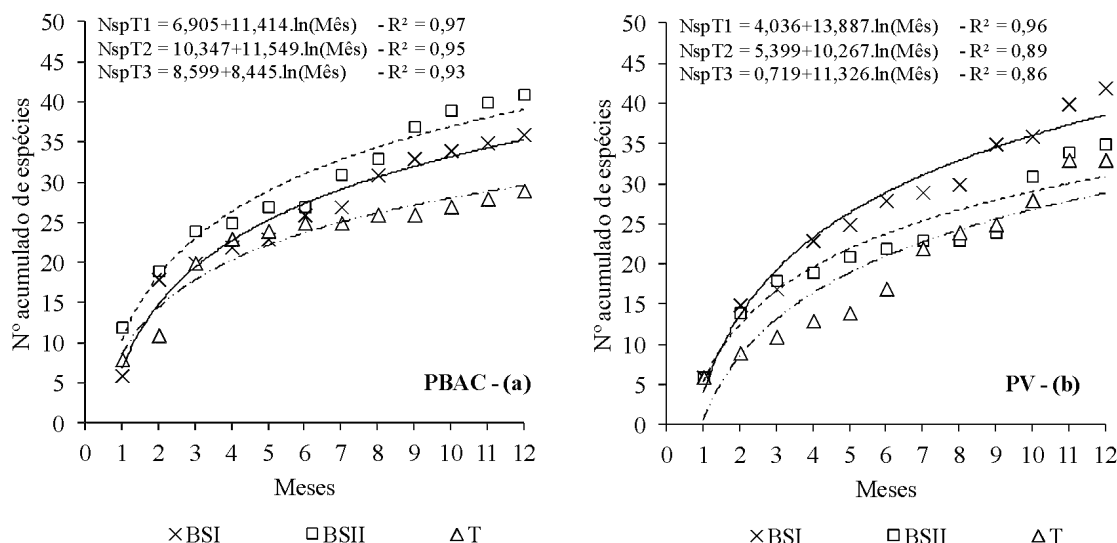 NspT1 = 6,905+11,414.ln(Mês) - R² = 0,97
NspT2 = 10,347+11,549.ln(Mês) - R² = 0,95
NspT3 = 8,599+8,445.ln(Mês) - R² = 0,93
Nº acumulado de espécies
50
45
40
35
30
25
20
15
10
5
0
PBAC - (a)
0 1 2 3 4 5 6 7 8 9 10 11 12
Meses
BSI BSII T
NspT1 = 4,036+13,887.ln(Mês) - R² = 0,96
NspT2 = 5,399+10,267.ln(Mês) - R² = 0,89
NspT3 = 0,719+11,326.ln(Mês) - R² = 0,86
Nº acumulado de espécies
50
45
40
35
30
25
20
15
10
5
0
PV - (b)
0 1 2 3 4 5 6 7 8 9 10 11 12
Meses
BSI BSII T